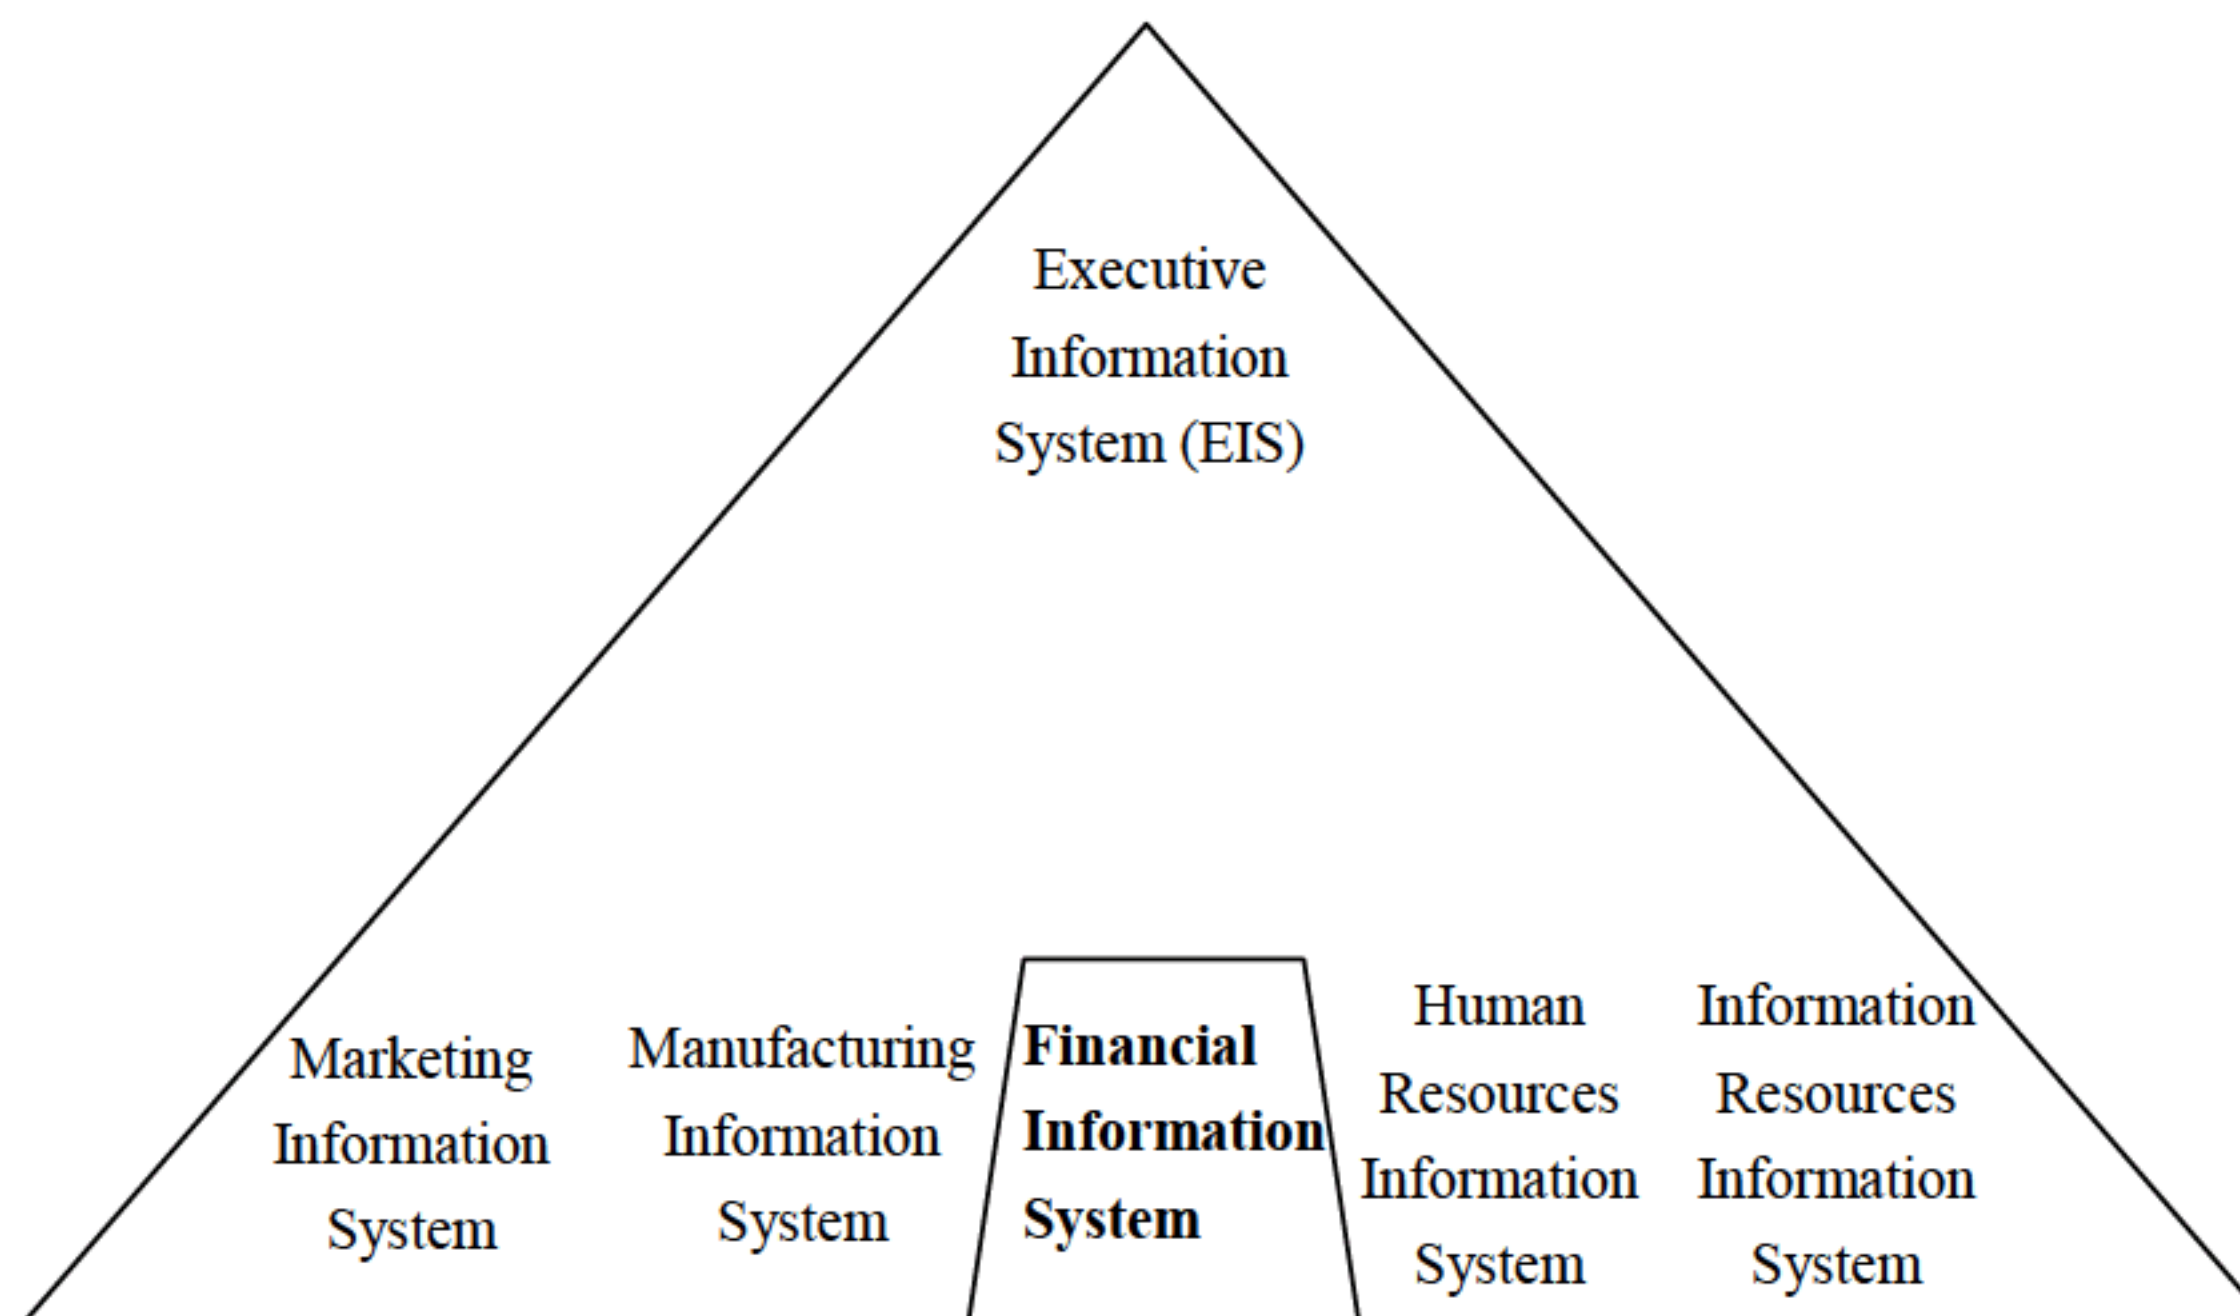 Executive
Information
System (EIS)
Marketing
Information
System
Manufacturing
Information
System
Financial
Information
System
Human
Resources
Information
System
Information
Resources
Information
System